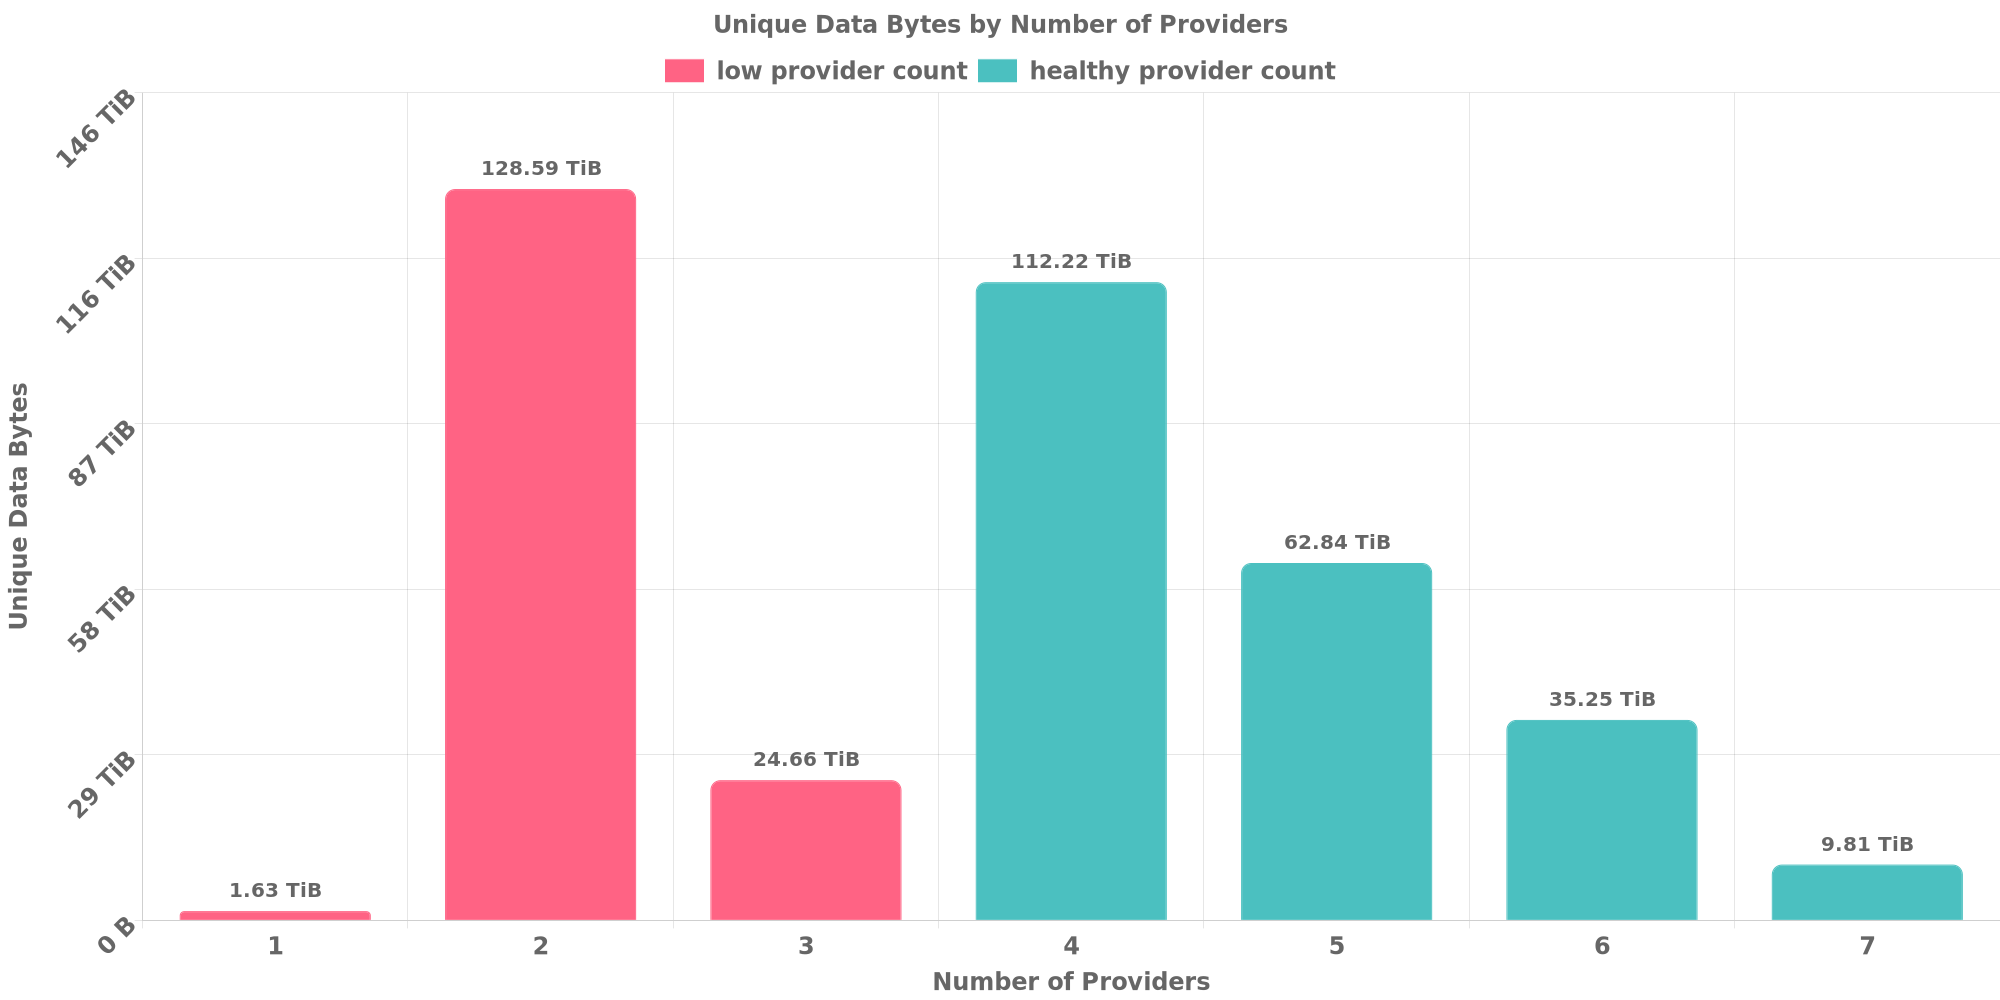 Unique Data Bytes by Number of Providers
low provider count healthy provider count
146 TiB
116 TiB
87 TiB
58 TiB
29 TiB
0 B
Unique Data Bytes
1.63 TiB
128.59 TiB
24.66 TiB
112.22 TiB
62.84 TiB
35.25 TiB
9.81 TiB
1 2 3 4 5 6 7
Number of Providers